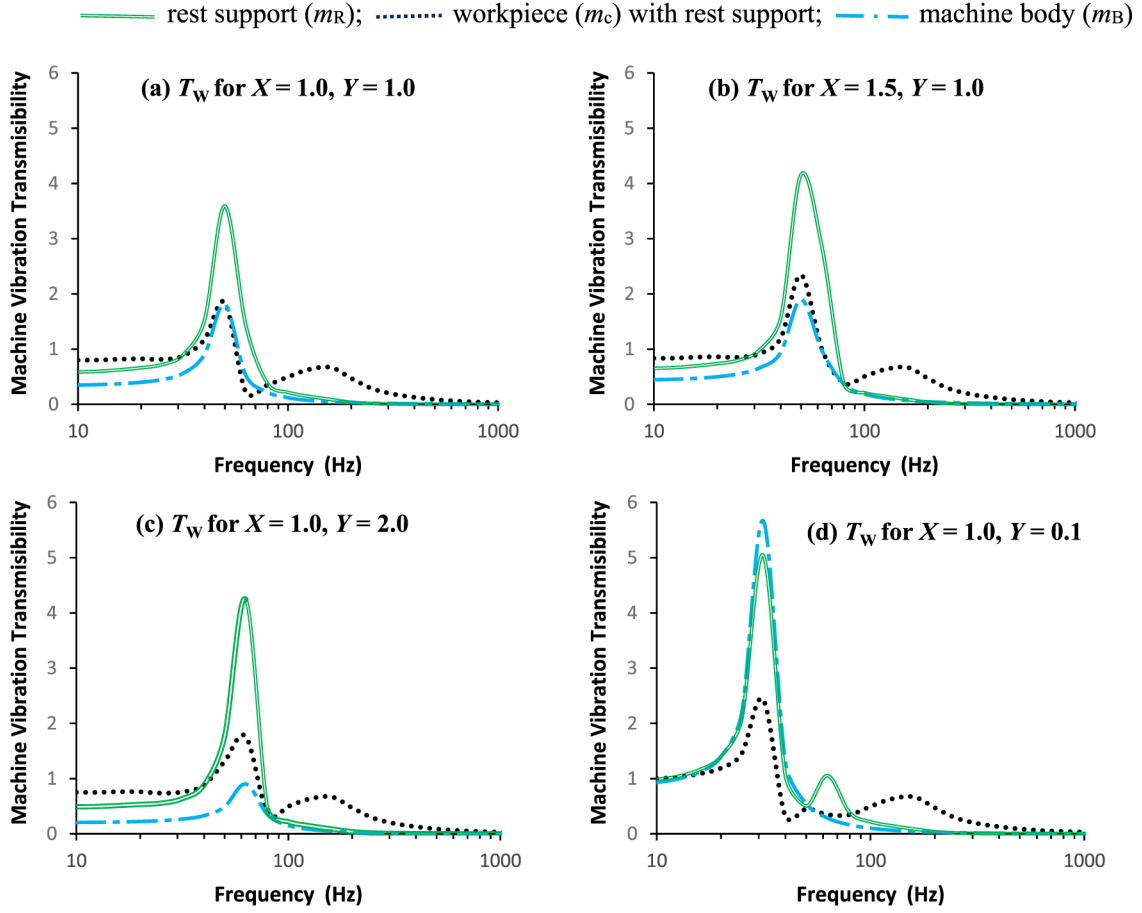 rest support (mR); workpiece (mc) with rest support; machine body (mB)
(a) TW for X = 1.0, Y = 1.0
Machine Vibration Transmisibility
6
5
4
3
2
1
0
10 100 1000
Frequency (Hz)
(b) TW for X = 1.5, Y = 1.0
Machine Vibration Transmisibility
6
5
4
3
2
1
0
10 100 1000
Frequency (Hz)
(c) TW for X = 1.0, Y = 2.0
Machine Vibration Transmisibility
6
5
4
3
2
1
0
10 100 1000
Frequency (Hz)
(d) TW for X = 1.0, Y = 0.1
Machine Vibration Transmisibility
6
5
4
3
2
1
0
10 100 1000
Frequency (Hz)